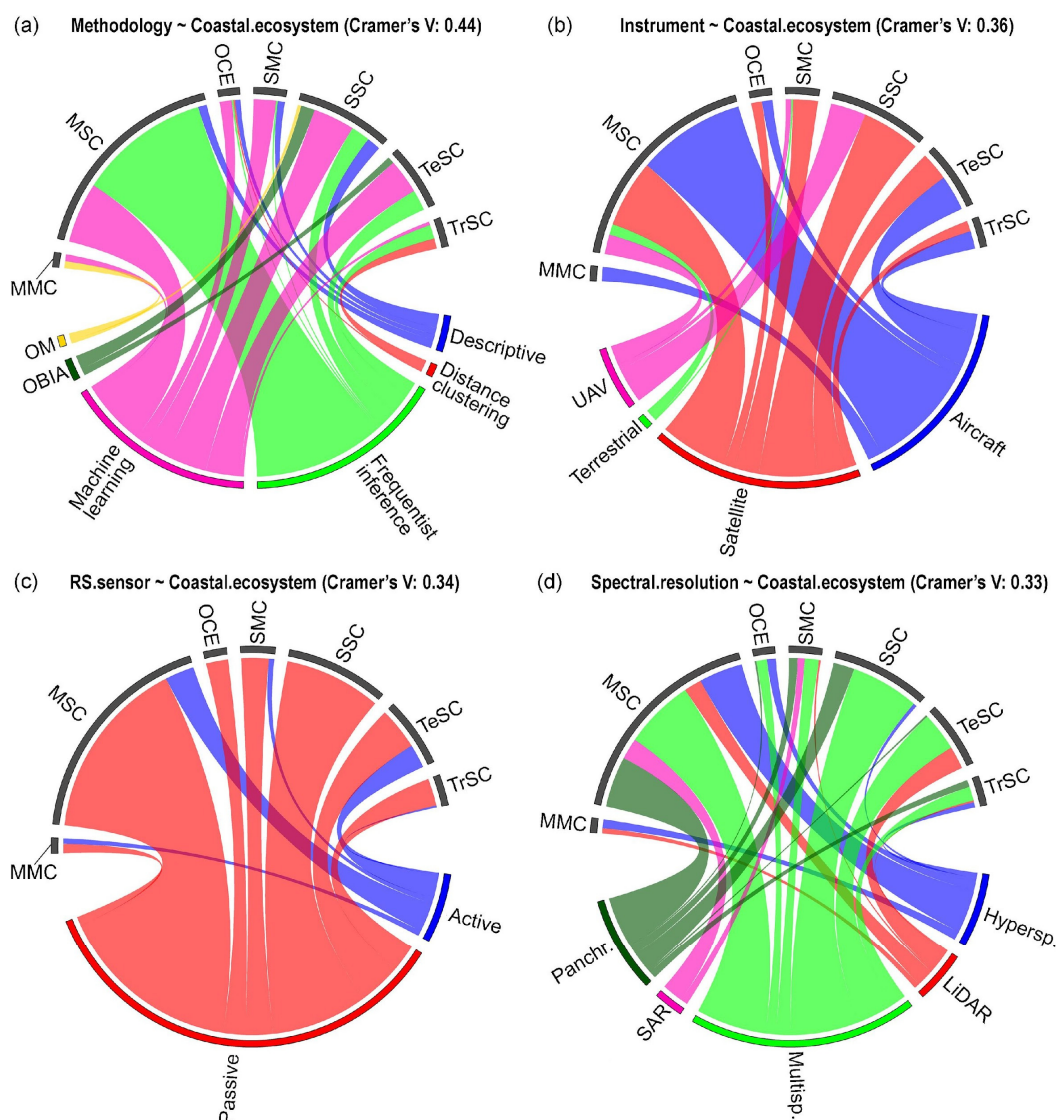 (a) Methodology ~ Coastal.ecosystem (Cramer's V: 0.44)
OCE
SMC
SSC
MSC
TeSC
TrSC
MMC
OM
OBIA
Machine
learning
Descriptive
Distance
clustering
Frequentist
inference
(b) Instrument ~ Coastal.ecosystem (Cramer's V: 0.36)
OCE
SMC
SSC
MSC
TeSC
TrSC
MMC
UAV
Terrestrial
Satellite
Aircraft
(c) RS.sensor ~ Coastal.ecosystem (Cramer's V: 0.34)
OCE
SMC
SSC
MSC
TeSC
TrSC
MMC
Active
Passive
(d) Spectral.resolution ~ Coastal.ecosystem (Cramer's V: 0.33)
OCE
SMC
SSC
MSC
TeSC
TrSC
MMC
Panchr.
SAR
Multisp.
LiDAR
Hypersp.